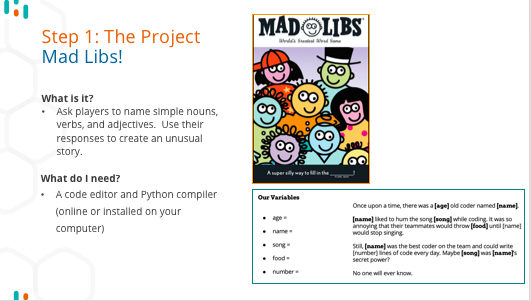 Step 1: The Project
Mad Libs!
What is it?
• Ask players to name simple nouns,
verbs, and adjectives. Use their
responses to create an unusual
story.
What do I need?
• A code editor and Python compiler
(online or installed on your
computer)
MAD LIBS
World's Greatest Word Game
A super silly way to fill in the ______!
Our Variables
• age =
• name =
• song =
• food =
• number =
Once upon a time, there was a [age] old coder named [name].
[name] liked to hum the song [song] while coding. It was so
annoying that their teammates would throw [food] until [name]
would stop singing.
Still, [name] was the best coder on the team and could write
[number] lines of code every day. Maybe [song] was [name]'s
secret power?
No one will ever know.